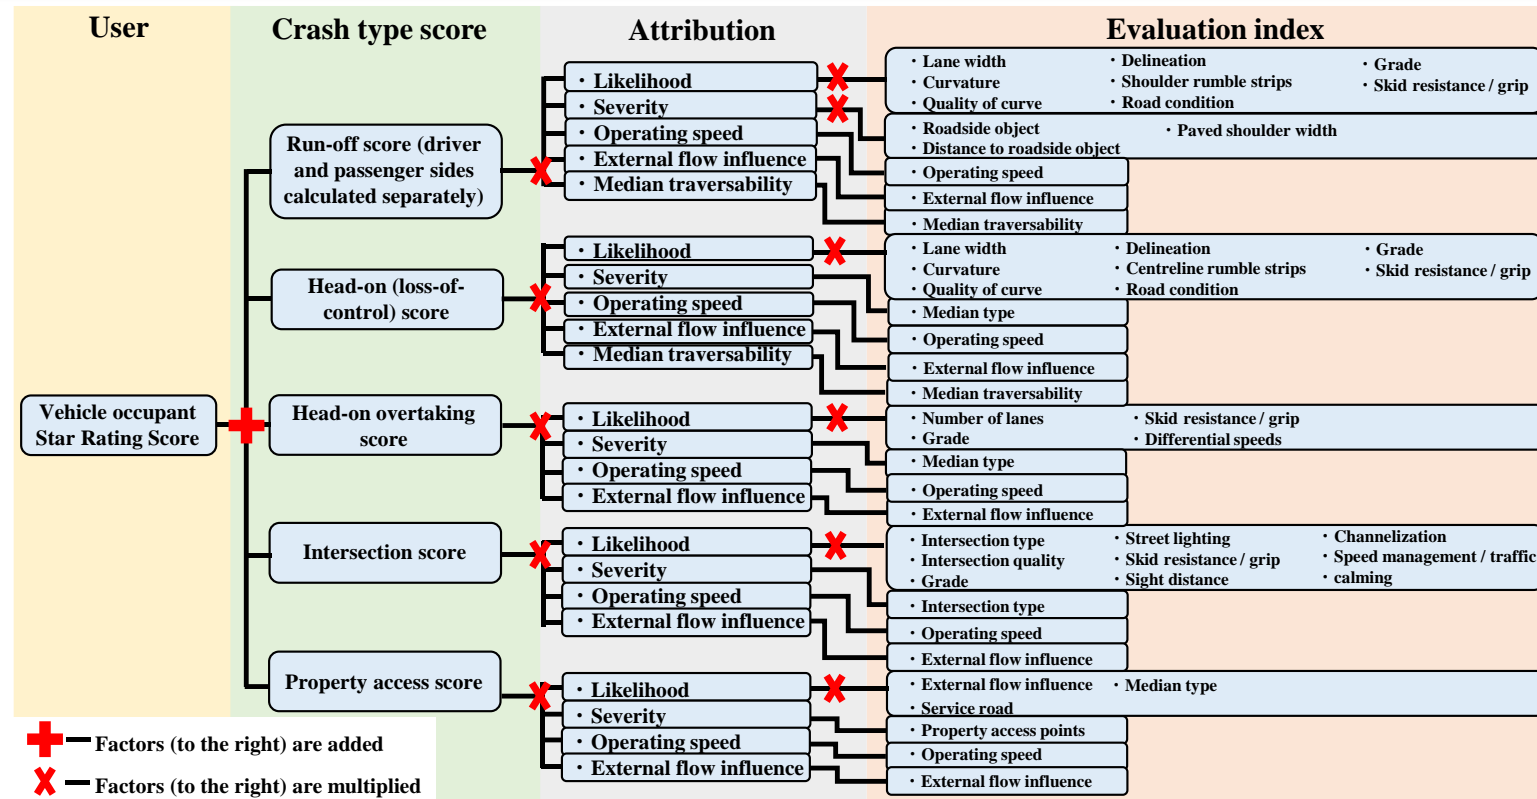 User
Crash type score
Attribution
Evaluation index
Vehicle occupant
Star Rating Score
Run-off score (driver
and passenger sides
calculated separately)
・Likelihood
・Severity
・Operating speed
・External flow influence
・Median traversability
・Lane width
・Curvature
・Quality of curve
・Delineation
・Shoulder rumble strips
・Road condition
・Grade
・Skid resistance / grip
・Roadside object
・Distance to roadside object
・Paved shoulder width
・Operating speed
・External flow influence
・Median traversability
Head-on (loss-of-
control) score
・Likelihood
・Severity
・Operating speed
・External flow influence
・Median traversability
・Lane width
・Curvature
・Quality of curve
・Delineation
・Centreline rumble strips
・Road condition
・Grade
・Skid resistance / grip
・Median type
・Operating speed
・External flow influence
・Median traversability
Head-on overtaking
score
・Likelihood
・Severity
・Operating speed
・External flow influence
・Number of lanes
・Grade
・Skid resistance / grip
・Differential speeds
・Median type
・Operating speed
・External flow influence
Intersection score
・Likelihood
・Severity
・Operating speed
・External flow influence
・Intersection type
・Intersection quality
・Grade
・Street lighting
・Skid resistance / grip
・Sight distance
・Channelization
・Speed management / traffic
・calming
・Intersection type
・Operating speed
・External flow influence
Property access score
・Likelihood
・Severity
・Operating speed
・External flow influence
・External flow influence
・Service road
・Median type
・Property access points
・Operating speed
・External flow influence
Factors (to the right) are added
Factors (to the right) are multiplied